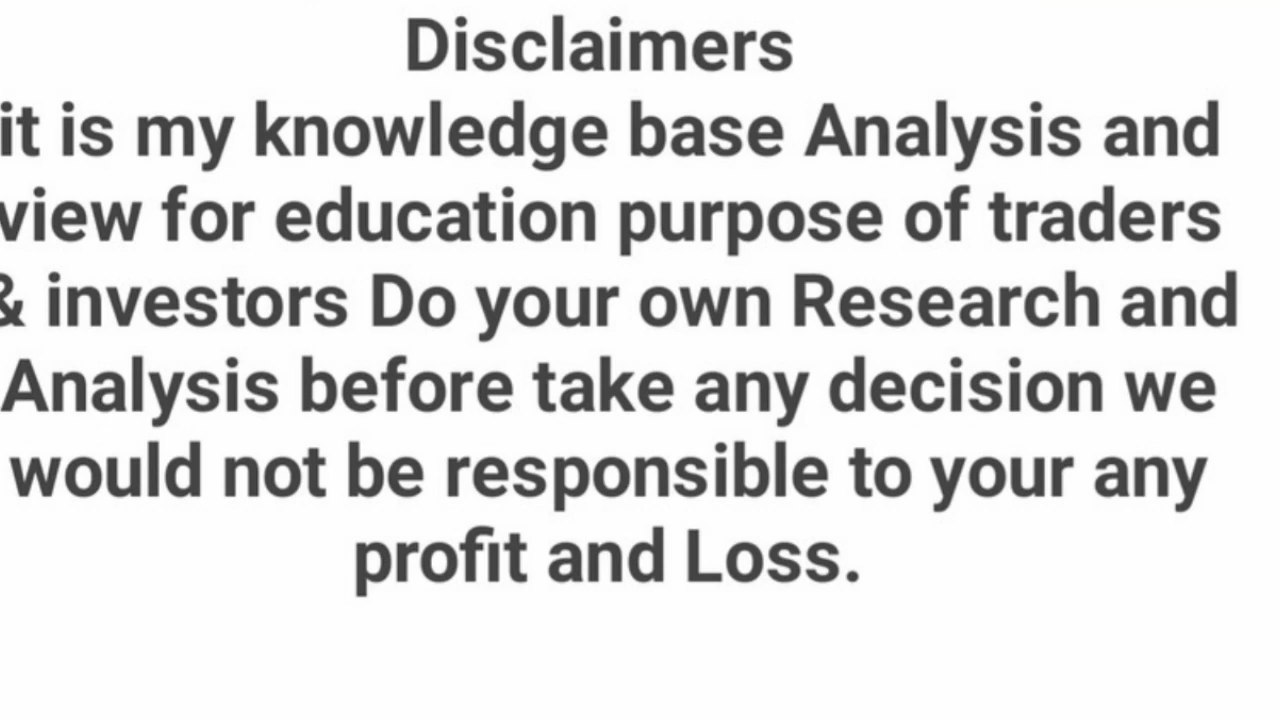 Disclaimers
it is my knowledge base Analysis and
view for education purpose of traders
& investors Do your own Research and
Analysis before take any decision we
would not be responsible to your any
profit and Loss.